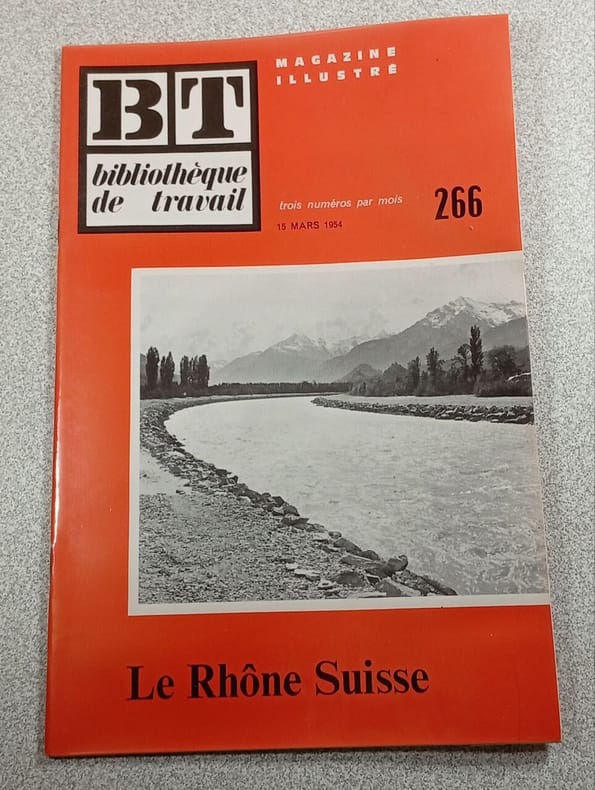 BT
bibliothèque
de travail
MAGAZINE
ILLUSTRÉ
trois numéros par mois
15 MARS 1954
266
Le Rhône Suisse